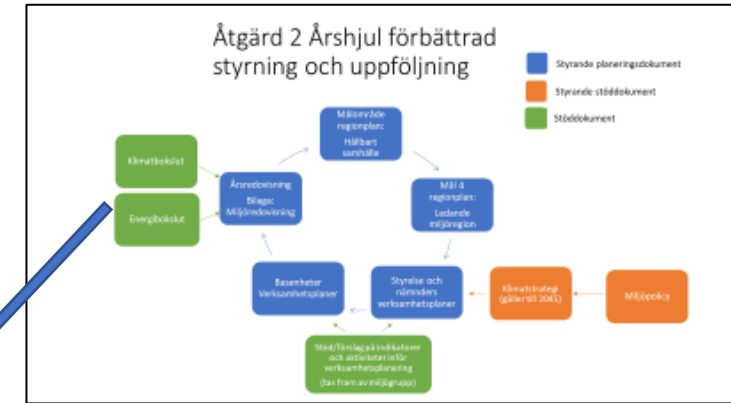 Åtgärd 2 Årshjul förbättrad
styrning och uppföljning
Styrande planeringsdokument
Styrande stöddokument
Stöddokument
Målområde
regionplan:
Hållbart
samhälle
Klimatbokslut
Energibokslut
Årsredovisning
Bilaga:
Miljöredovisning
Mål 4
regionplan:
Ledande
miljöregion
Basenheter
Verksamhetsplaner
Styrelse och
nämnders
verksamhetsplaner
Klimatstrategi
(gäller till 2045)
Miljöpolicy
Stöd/förslag på indikatorer
och aktiviteter inför
verksamhetsplanering
(tas fram av miljögrupp)